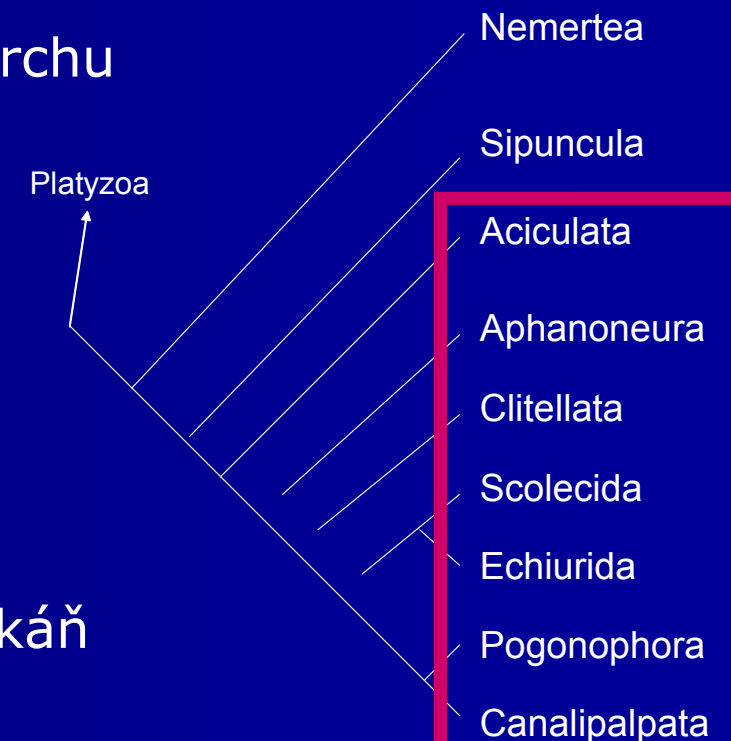 rchu
Platyzoa
Nemertea
Sipuncula
Aciculata
Aphanoneura
Clitellata
Scolecida
Echiurida
káň
Pogonophora
Canalipalpata